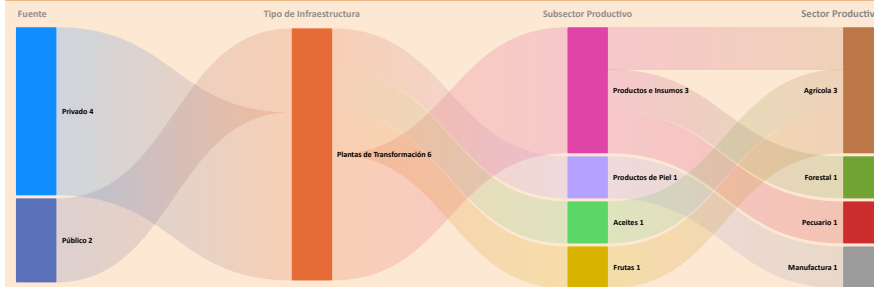 Fuente
Tipo de Infraestructura
Subsector Productivo
Sector Productiv
Privado 4
Público 2
Plantas de Transformación 6
Productos e Insumos 3
Productos de Piel 1
Aceites 1
Frutas 1
Agrícola 3
Forestal 1
Pecuario 1
Manufactura 1